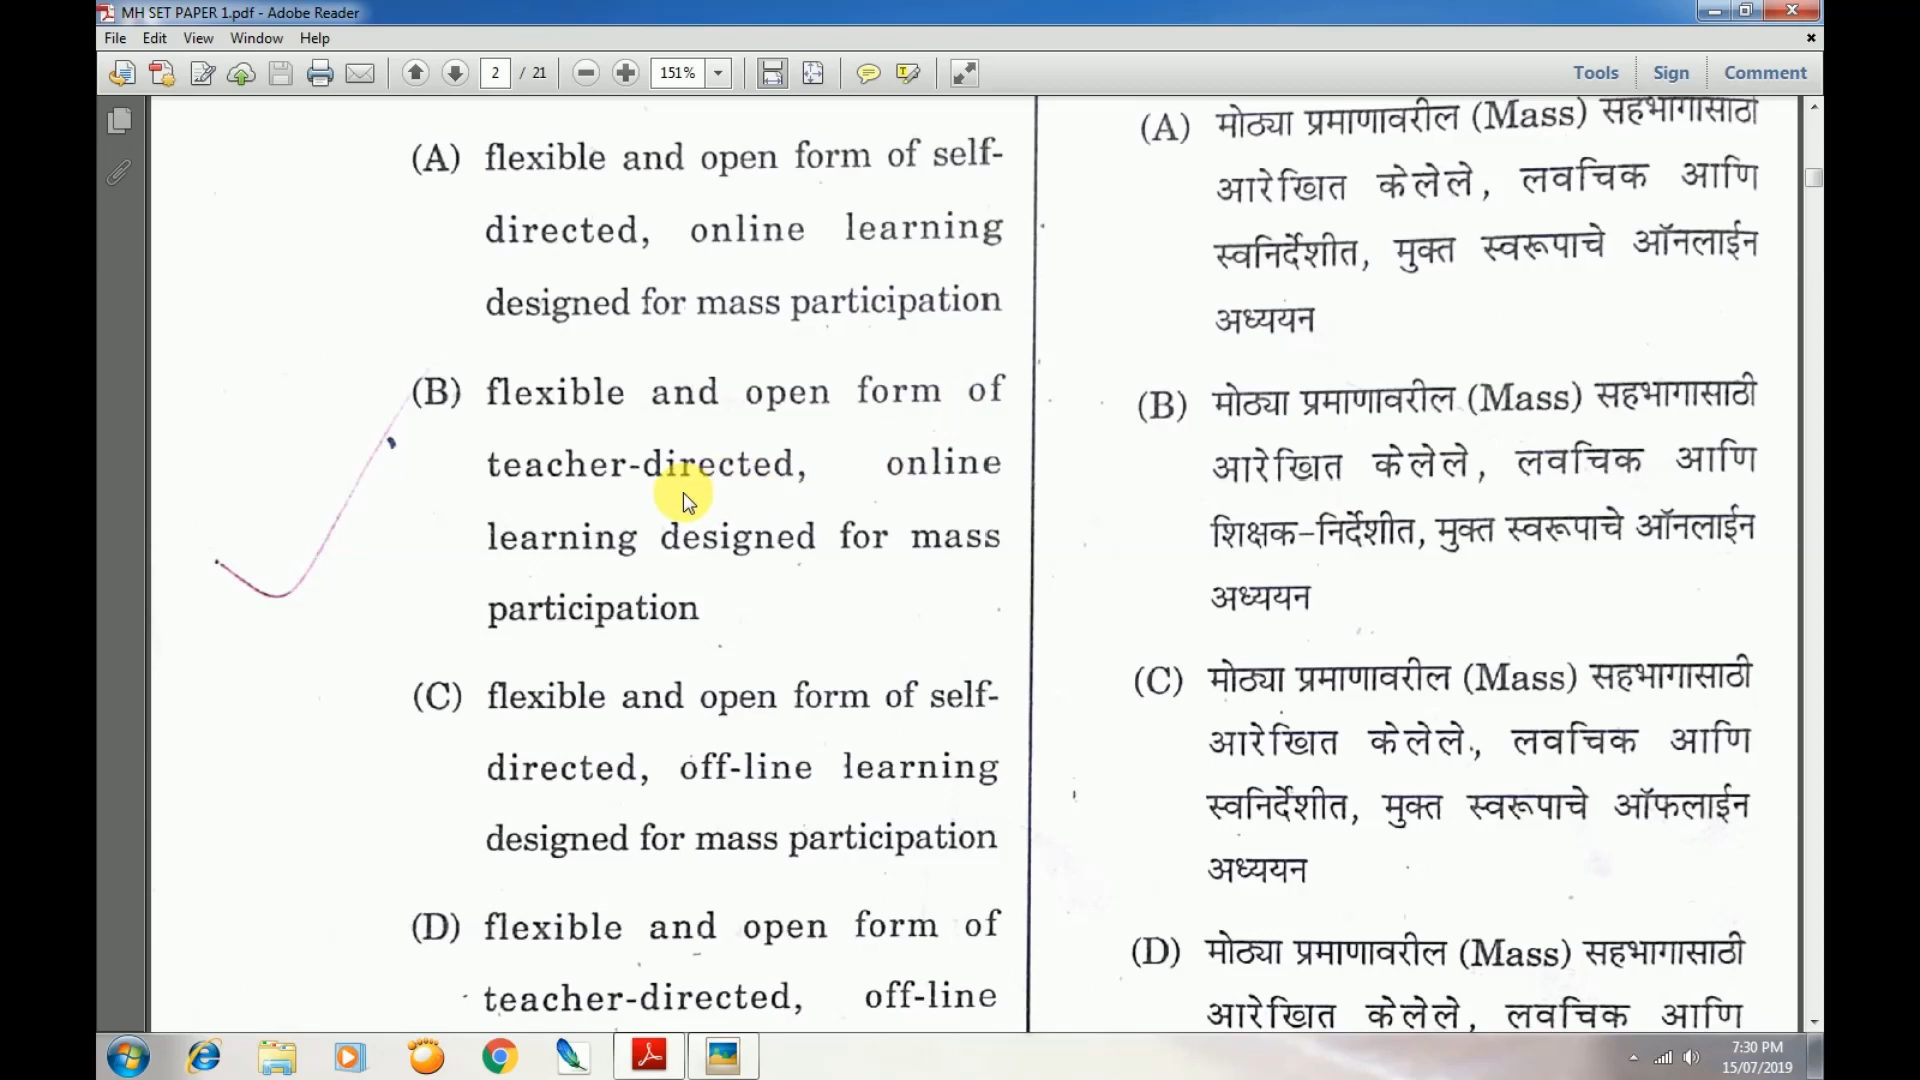 MH SET PAPER 1.pdf - Adobe Reader
File Edit View Window Help
2 / 21 151% Tools Sign Comment
(A) flexible and open form of self-
directed, online learning
designed for mass participation
(B) flexible and open form of
teacher-directed, online
learning designed for mass
participation
(C) flexible and open form of self-
directed, off-line learning
designed for mass participation
(D) flexible and open form of
teacher-directed, off-line
(A) मोठ्या प्रमाणावरील (Mass) सहभागासाठी
आरेखित केलेले, लवचिक आणि
स्वनिर्देशीत, मुक्त स्वरूपाचे ऑनलाईन
अध्ययन
(B) मोठ्या प्रमाणावरील (Mass) सहभागासाठी
आरेखित केलेले, लवचिक आणि
शिक्षक-निर्देशीत, मुक्त स्वरूपाचे ऑनलाईन
अध्ययन
(C) मोठ्या प्रमाणावरील (Mass) सहभागासाठी
आरेखित केलेले, लवचिक आणि
स्वनिर्देशीत, मुक्त स्वरूपाचे ऑफलाईन
अध्ययन
(D) मोठ्या प्रमाणावरील (Mass) सहभागासाठी
आरेखित केलेले, लवचिक आणि
7:30 PM
15/07/2019